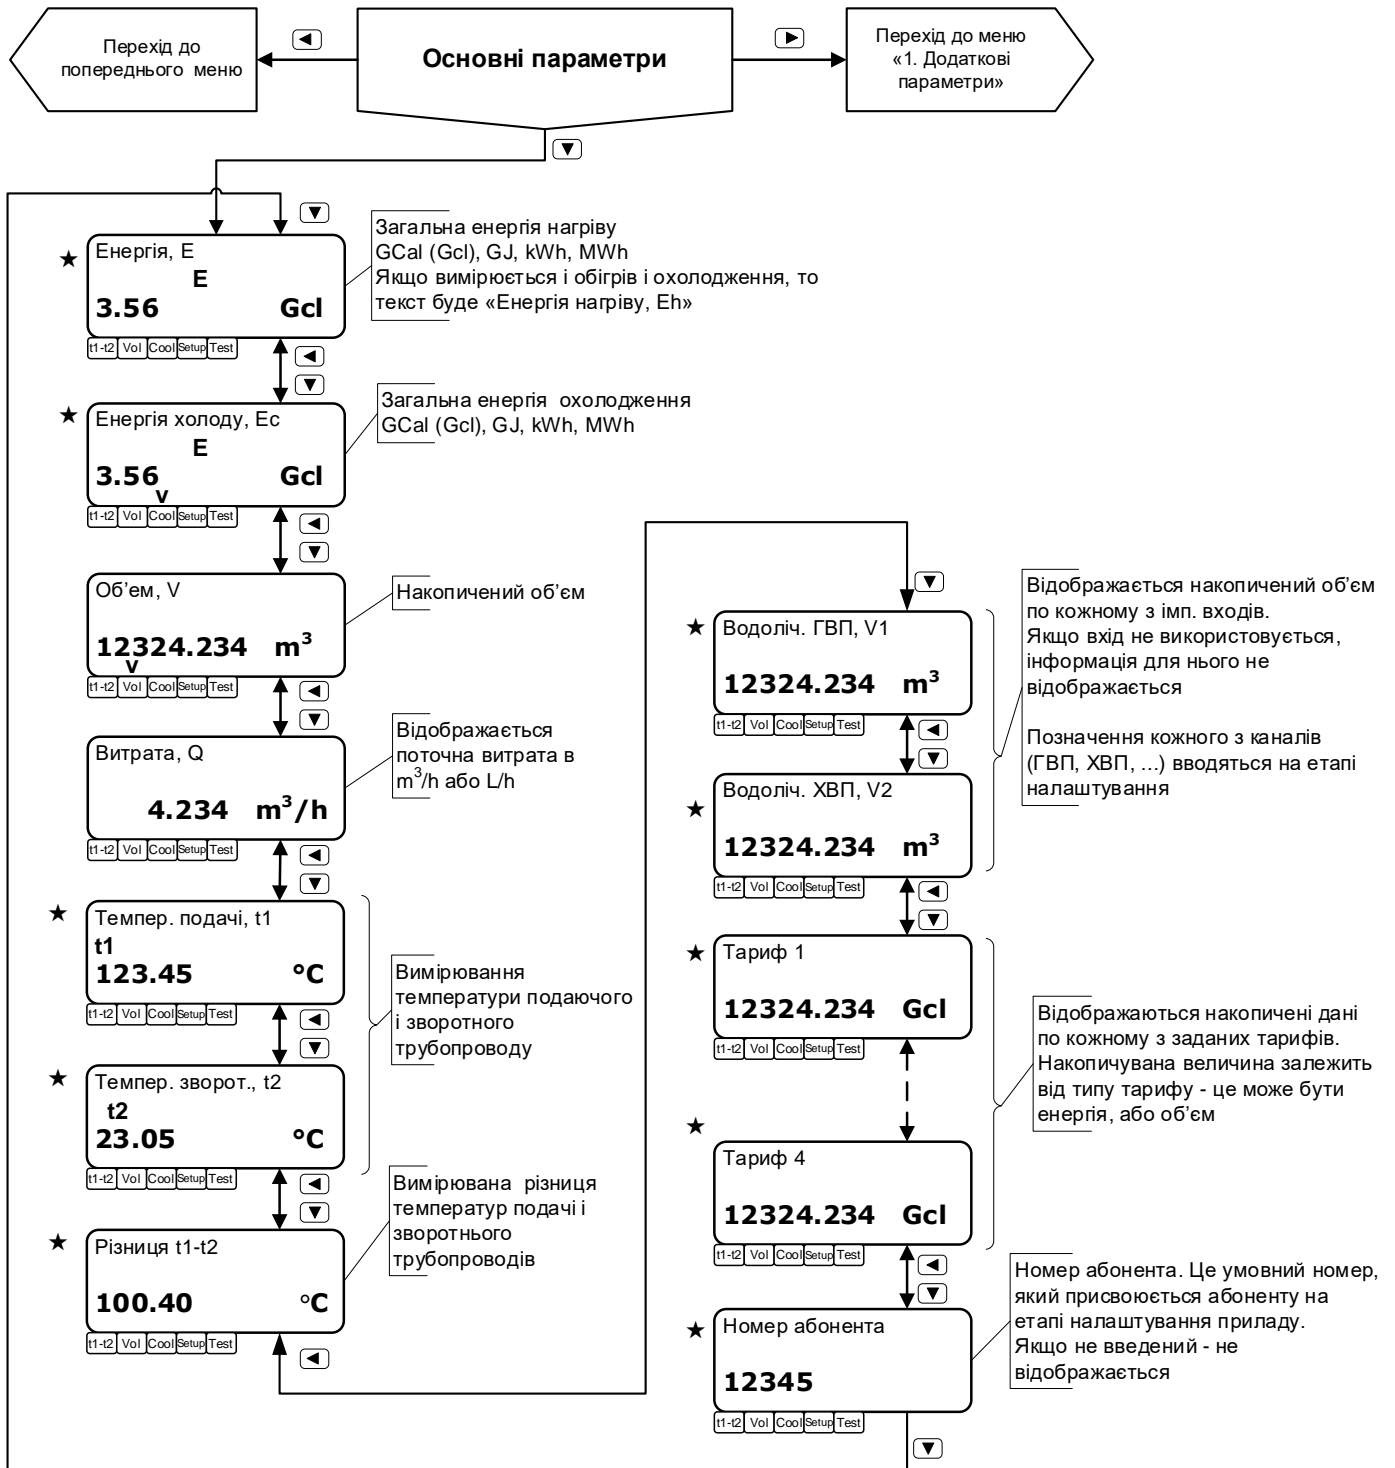 Перехід до
попереднього меню
Основні параметри
Перехід до меню
«1. Додаткові
параметри»
Енергія, E
E
3.56 Gcl
t1-t2 Vol Cool Setup Test
Загальна енергія нагріву
GCal (Gcl), GJ, kWh, MWh
Якщо вимірюється і обігрів і охолодження, то
текст буде «Енергія нагріву, Eh»
Енергія холоду, Ec
E
3.56 Gcl
v
t1-t2 Vol Cool Setup Test
Загальна енергія охолодження
GCal (Gcl), GJ, kWh, MWh
Об’ем, V
12324.234 m³
v
t1-t2 Vol Cool Setup Test
Накопичений об’єм
Витрата, Q
4.234 m³/h
t1-t2 Vol Cool Setup Test
Відображається
поточна витрата в
m³/h або L/h
Темпер. подачі, t1
t1
123.45 °C
t1-t2 Vol Cool Setup Test
Вимірювання
температури подаючого
і зворотного
трубопроводу
Темпер. зворот., t2
t2
23.05 °C
t1-t2 Vol Cool Setup Test
Різниця t1-t2
100.40 °C
t1-t2 Vol Cool Setup Test
Вимірювана різниця
температур подачі і
зворотнього
трубопроводів
Водоліч. ГВП, V1
12324.234 m³
t1-t2 Vol Cool Setup Test
Водоліч. ХВП, V2
12324.234 m³
t1-t2 Vol Cool Setup Test
Відображається накопичений об’єм
по кожному з імп. входів.
Якщо вхід не використовується,
інформація для нього не
відображається
Позначення кожного з каналів
(ГВП, ХВП, ...) вводяться на етапі
налаштування
Тариф 1
12324.234 Gcl
t1-t2 Vol Cool Setup Test
Тариф 4
12324.234 Gcl
t1-t2 Vol Cool Setup Test
Відображаються накопичені дані
по кожному з заданих тарифів.
Накопичувана величина залежить
від типу тарифу - це може бути
енергія, або об’єм
Номер абонента
12345
t1-t2 Vol Cool Setup Test
Номер абонента. Це умовний номер,
який присвоюється абоненту на
етапі налаштування приладу.
Якщо не введений - не
відображається